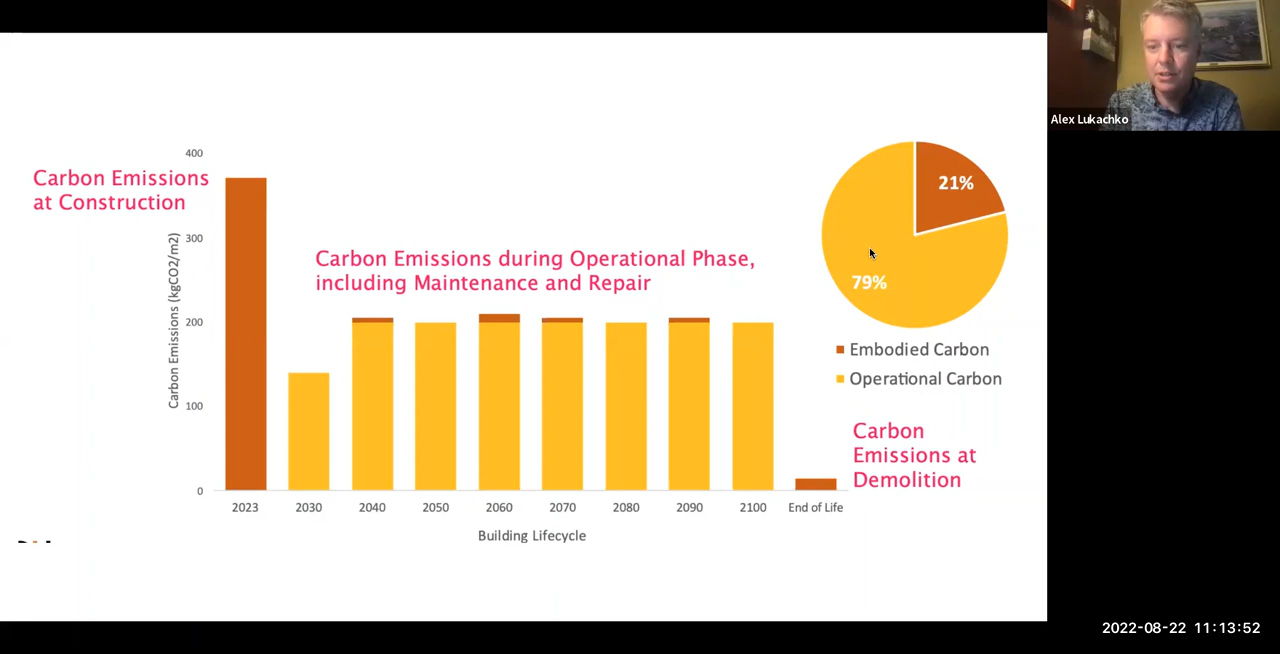 Carbon Emissions
at Construction
400
300
200
100
0
Carbon Emissions (kgCO2/m2)
Carbon Emissions during Operational Phase,
including Maintenance and Repair
2023
2030
2040
2050
2060
2070
2080
2090
2100
End of Life
Building Lifecycle
21%
79%
Embodied Carbon
Operational Carbon
Carbon
Emissions at
Demolition
Alex Lukachko
2022-08-22 11:13:52